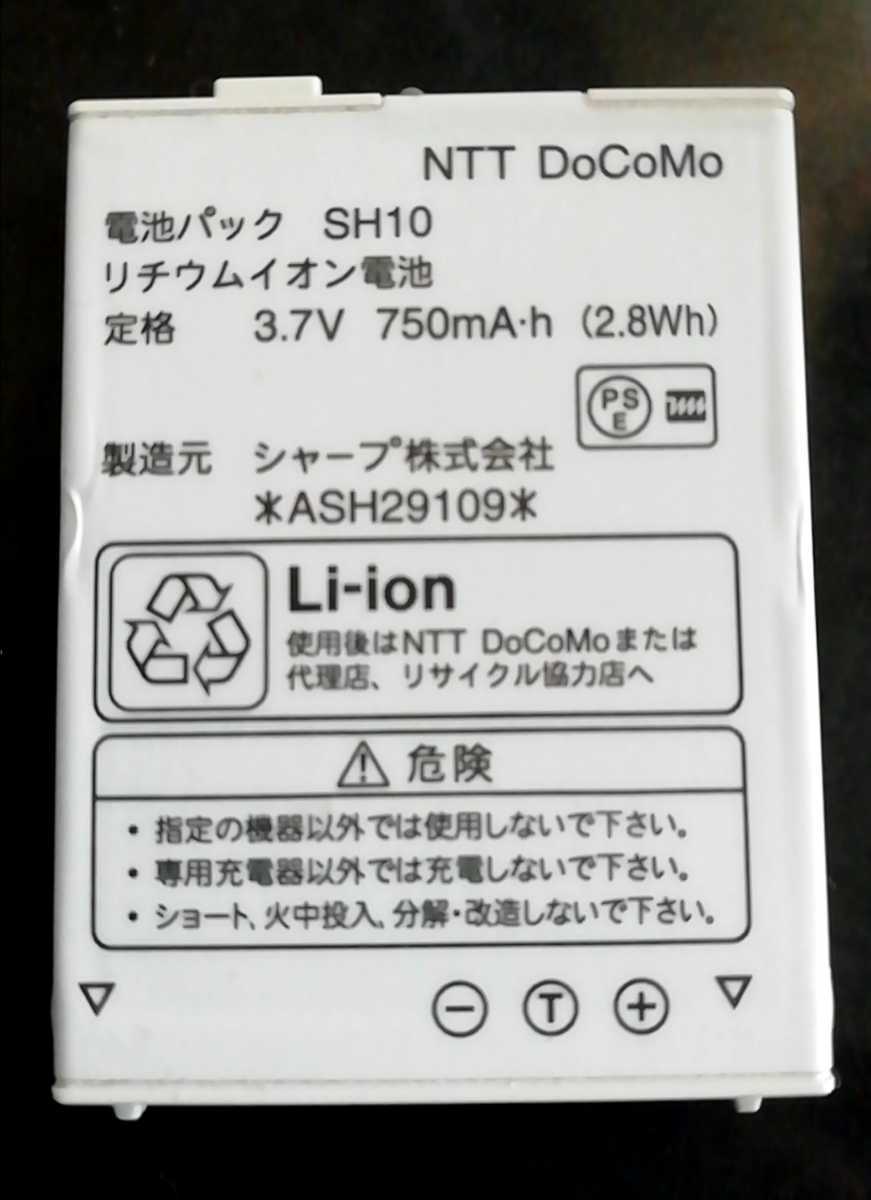 NTT DoCoMo
電池パック SH10
リチウムイオン電池
定格 3.7V 750mA·h (2.8Wh)
PS
E
製造元 シャープ株式会社
*ASH29109*
Li-ion
使用後はNTT DoCoMoまたは
代理店、リサイクル協力店へ
危険
・指定の機器以外では使用しないで下さい。
・専用充電器以外では充電しないで下さい。
・ショート、火中投入、分解・改造しないで下さい。
− T +